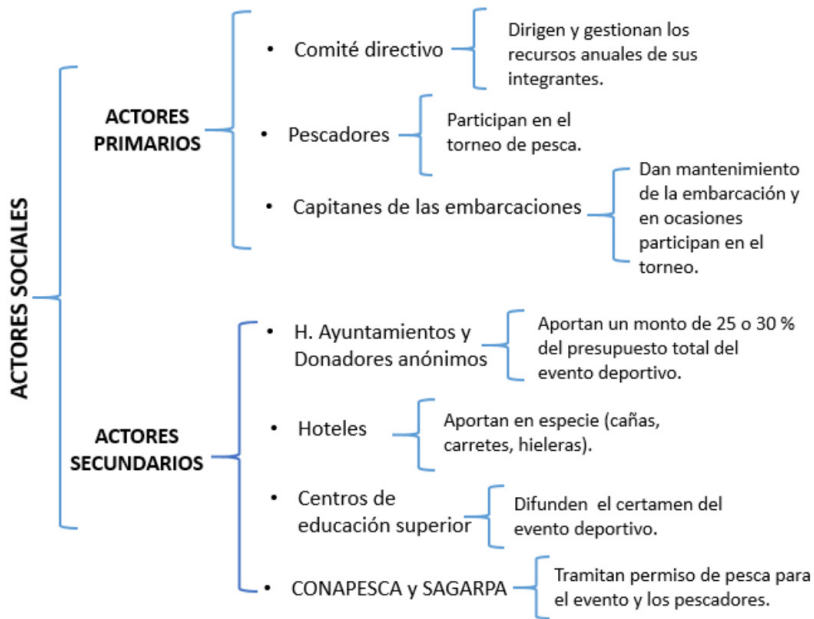 ACTORES SOCIALES
ACTORES
PRIMARIOS
• Comité directivo
Dirigen y gestionan los
recursos anuales de sus
integrantes.
• Pescadores
Participan en el
torneo de pesca.
• Capitanes de las embarcaciones
Dan mantenimiento
de la embarcación y
en ocasiones
participan en el
torneo.
ACTORES
SECUNDARIOS
• H. Ayuntamientos y
Donadores anónimos
Aportan un monto de 25 o 30 %
del presupuesto total del
evento deportivo.
• Hoteles
Aportan en especie (cañas,
carretes, hieleras).
• Centros de
educación superior
Difunden el certamen del
evento deportivo.
• CONAPESCA y SAGARPA
Tramitan permiso de pesca para
el evento y los pescadores.